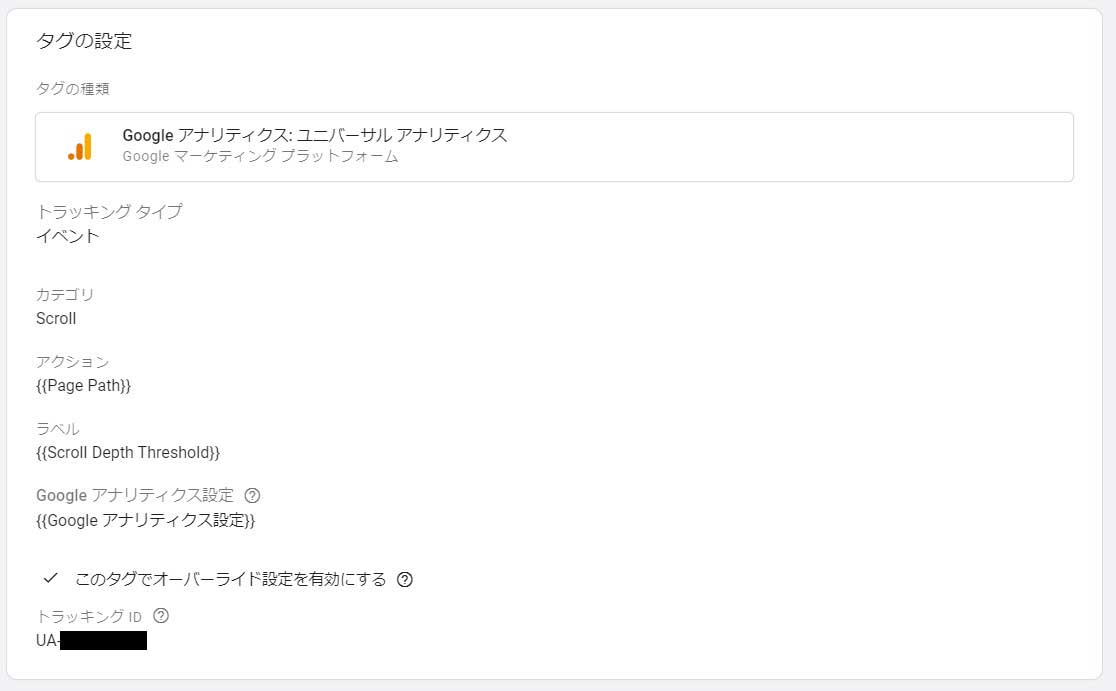 タグの設定
タグの種類
Google アナリティクス: ユニバーサル アナリティクス
Google マーケティング プラットフォーム
トラッキング タイプ
イベント
カテゴリ
Scroll
アクション
{{Page Path}}
ラベル
{{Scroll Depth Threshold}}
Google アナリティクス設定
{{Google アナリティクス設定}}
このタグでオーバーライド設定を有効にする
トラッキング ID
UA-